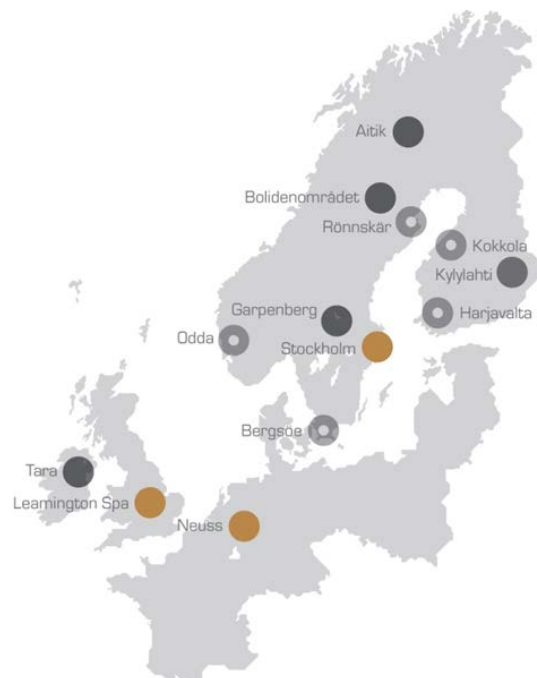 Aitik
Bolidenområdet
Rönnskär
Kokkola
Kylylahti
Garpenberg
Harjavalta
Odda
Stockholm
Bergsöe
Tara
Leamington Spa
Neuss